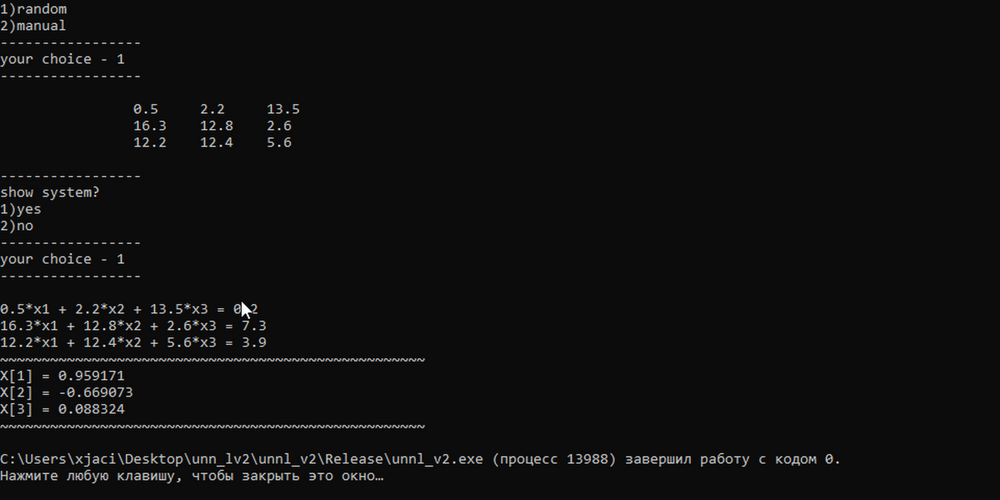 1)random
2)manual
-----------------
your choice - 1
-----------------
0.5 2.2 13.5
16.3 12.8 2.6
12.2 12.4 5.6
-----------------
show system?
1)yes
2)no
-----------------
your choice - 1
-----------------
0.5*x1 + 2.2*x2 + 13.5*x3 =
16.3*x1 + 12.8*x2 + 2.6*x3 = 7.3
12.2*x1 + 12.4*x2 + 5.6*x3 = 3.9
~~~~~~~~~~~~~~~~~~~~~~~~~~~~~~~~~~~~~~~~~~~~~~~~~~~
X[1] = 0.959171
X[2] = -0.669073
X[3] = 0.088324
~~~~~~~~~~~~~~~~~~~~~~~~~~~~~~~~~~~~~~~~~~~~~~~~~~~
C:\Users\xjaci\Desktop\unn_lv2\unnl_v2\Release\unnl_v2.exe (процесс 13988) завершил работу с кодом 0.
Нажмите любую клавишу, чтобы закрыть это окно…